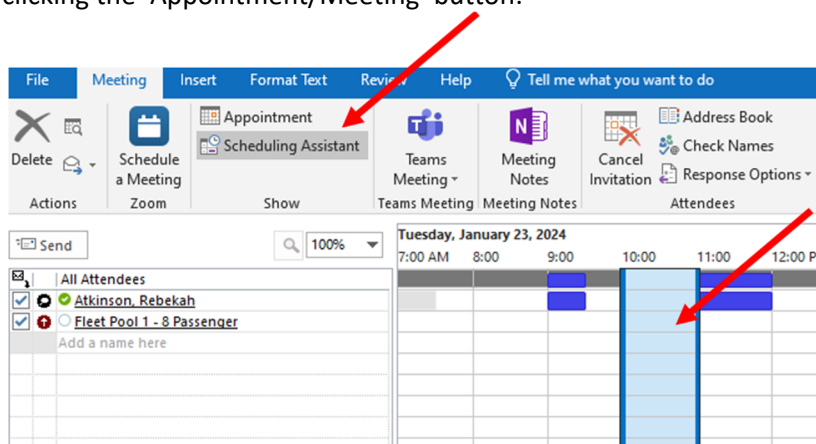 clicking the 'Appointment/Meeting' button.
File Meeting Insert Format Text Review Help Tell me what you want to do
Appointment
Address Book
Scheduling Assistant
Check Names
Delete
Schedule a Meeting
Teams Meeting
Meeting Notes
Cancel Invitation
Response Options
Actions Zoom Show Teams Meeting Meeting Notes Attendees
Send 100%
Tuesday, January 23, 2024
7:00 AM 8:00 9:00 10:00 11:00 12:00 P
All Attendees
Atkinson, Rebekah
Fleet Pool 1 - 8 Passenger
Add a name here